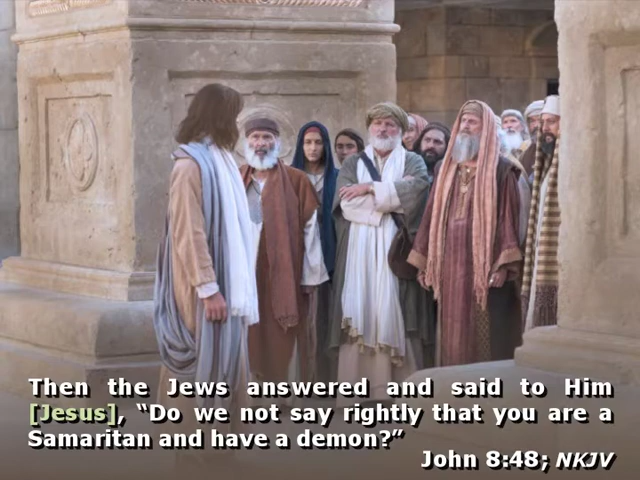 Then the Jews answered and said to Him
[Jesus], “Do we not say rightly that you are a
Samaritan and have a demon?”
John 8:48; NKJV